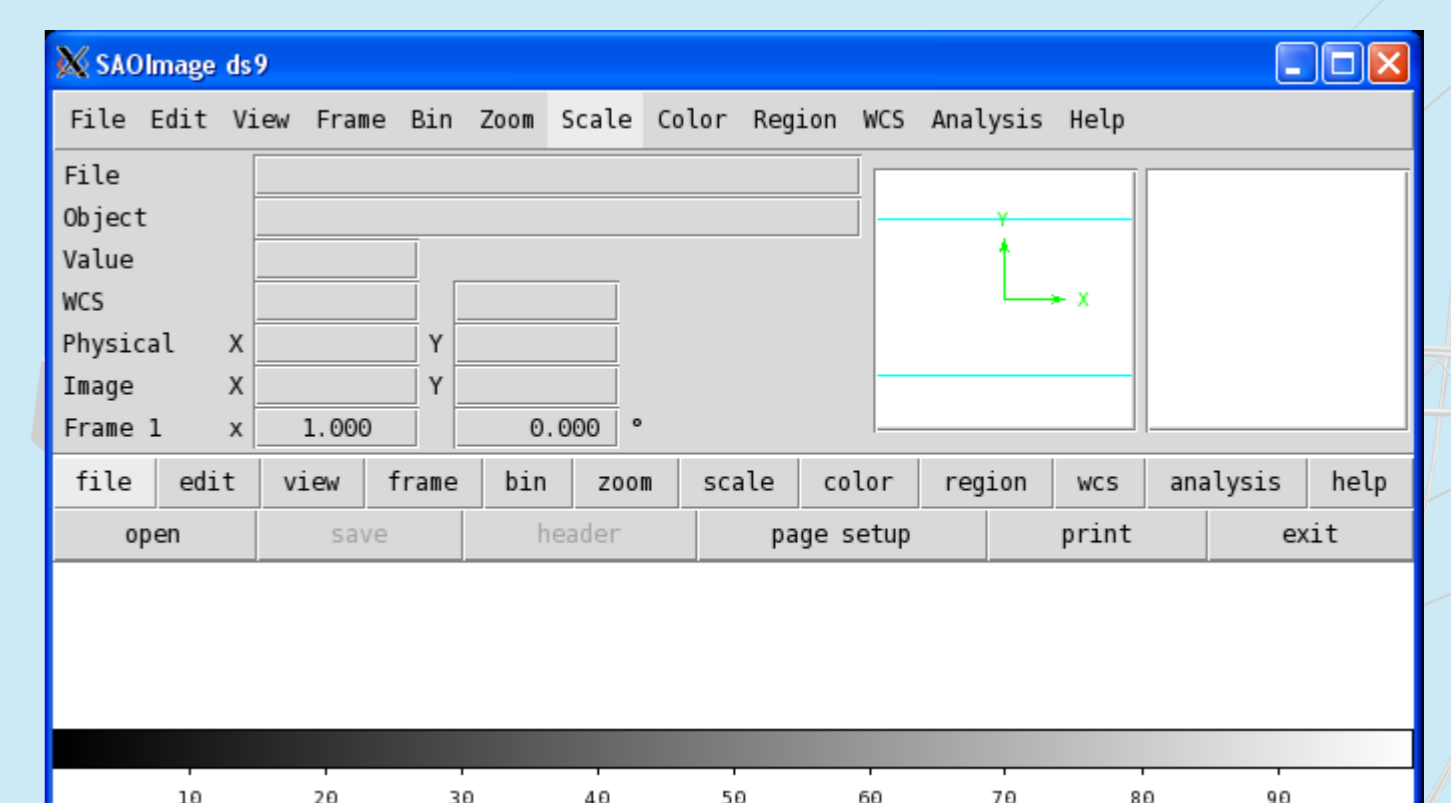 SAOImage ds9
File Edit View Frame Bin Zoom Scale Color Region WCS Analysis Help
File
Object
Value
WCS
Physical X Y
Image X Y
Frame 1 x 1.000 0.000 °
Y
X
file edit view frame bin zoom scale color region wcs analysis help
open save header page setup print exit
10 20 30 40 50 60 70 80 90